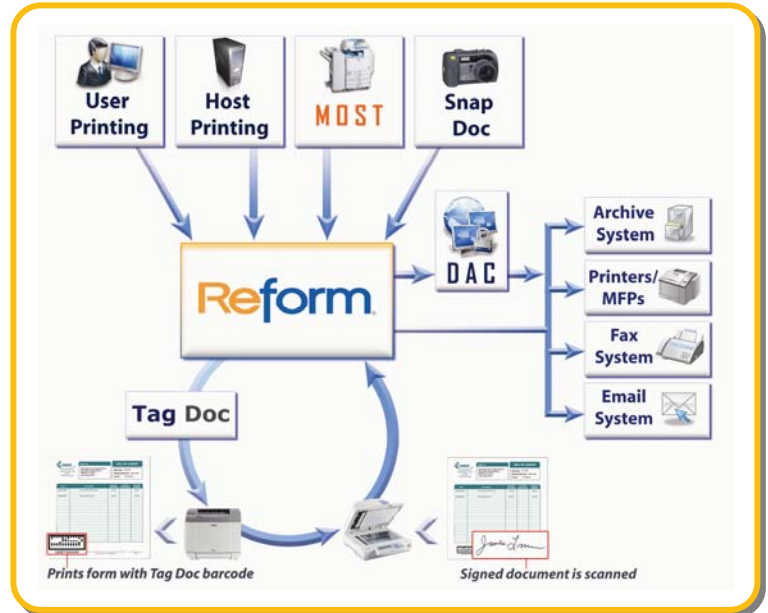 User
Printing
Host
Printing
MOST
Snap
Doc
Archive
System
DAC
Reform
Printers/
MFPs
Fax
System
Email
System
Tag Doc
Prints form with Tag Doc barcode
Signed document is scanned